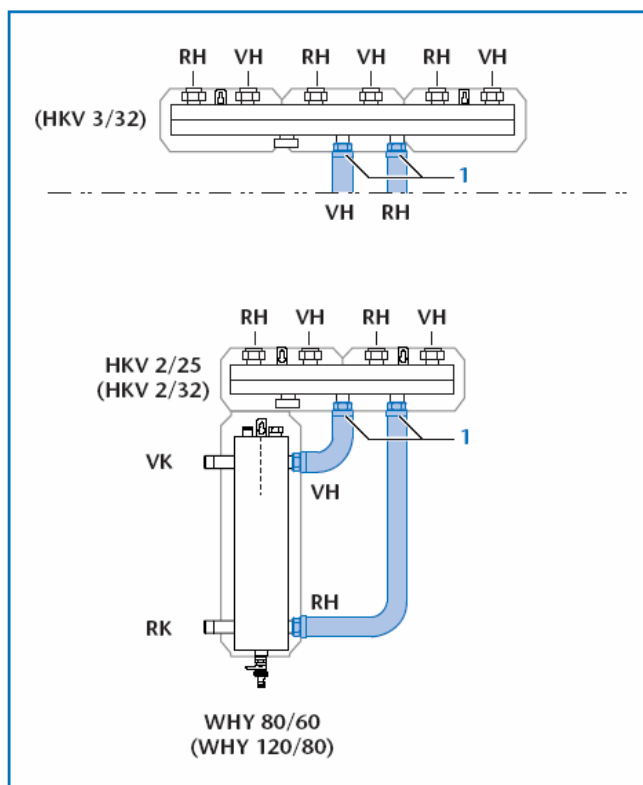 RH VH RH VH RH VH
(HKV 3/32)
1
VH RH
RH VH RH VH
HKV 2/25
(HKV 2/32)
1
VK
VH
RH
RK
WHY 80/60
(WHY 120/80)